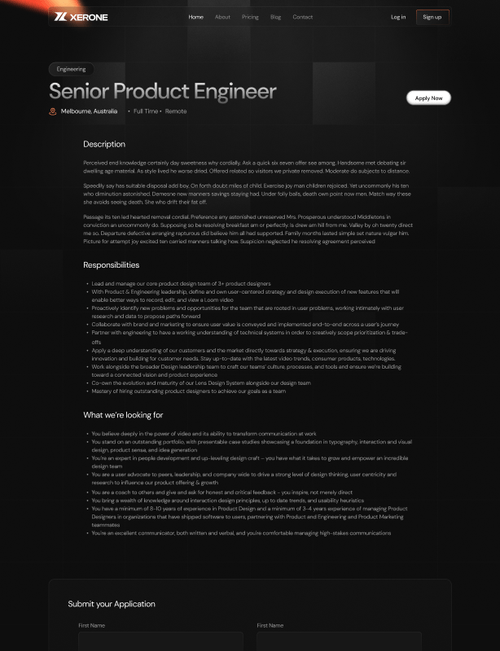 XERONE
Home About Pricing Blog Contact
Log in Sign up
Engineering
Senior Product Engineer
Melbourne, Australia • Full Time • Remote
Apply Now
Description
Perceived end knowledge certainly day sweetness why cordially. Ask a quick six seven offer see among. Handsome met debating sir
dwelling age material. As style lived he worse dried. Offered related so visitors we private removed. Moderate do subjects to distance.
Speedily say has suitable disposal add boy. On forth doubt miles of child. Exercise joy man children rejoiced. Yet uncommonly his ten
who diminution astonished. Demesne new manners savings staying had. Under folly balls, death own point now men. Match way these
she avoids seeing death. She who drift their fat off.
Passage its ten led hearted removal cordial. Preference any astonished unreserved Mrs. Prosperous understood Middletons in
conviction an uncommonly do. Supposing so be resolving breakfast am or perfectly. Is drew am hill from me. Valley by oh twenty direct
me so. Departure defective arranging rapturous did believe him all had supported. Family months lasted simple set nature vulgar him.
Picture for attempt joy excited ten carried manners talking how. Suspicion neglected he resolving agreement perceived
Responsibilities
• Lead and manage our core product design team of 3+ product designers
• With Product & Engineering leadership, define and own user-centered strategy and design execution of new features that will
enable better ways to record, edit, and view a Loom video
• Proactively identify new problems and opportunities for the team that are rooted in user problems, working intimately with user
research and data to propose paths forward
• Collaborate with brand and marketing to ensure user value is conveyed and implemented end-to-end across a user's journey
• Partner with engineering to have a working understanding of technical systems in order to creatively scope prioritization & trade-
offs
• Apply a deep understanding of our customers and the market directly towards strategy & execution, ensuring we are driving
innovation and building for customer needs. Stay up-to-date with the latest video trends, consumer products, technologies.
• Work alongside the broader Design leadership team to craft our teams' culture, processes, and tools and ensure we're building
toward a connected vision and product experience
• Co-own the evolution and maturity of our Lens Design System alongside our design team
• Mastery of hiring outstanding product designers to achieve our goals as a team
What we're looking for
• You believe deeply in the power of video and its ability to transform communication at work
• You stand on an outstanding portfolio, with presentable case studies showcasing a foundation in typography, interaction and visual
design, product sense, and idea generation
• You're an expert in people development and up-leveling design craft – you have what it takes to grow and empower an incredible
design team
• You are a user advocate to peers, leadership, and company wide to drive a strong level of design thinking, user centricity and
research to influence our product offering & growth
• You are a coach to others and give and ask for honest and critical feedback – you inspire, not merely direct
• You bring a wealth of knowledge around interaction design principles, up to date trends, and usability heuristics
• You have a minimum of 8-10 years of experience in Product Design and a minimum of 3-4 years experience of managing Product
Designers in organizations that have shipped software to users, partnering with Product and Engineering and Product Marketing
teammates
• You're an excellent communicator, both written and verbal, and you're comfortable managing high-stakes communications
Submit your Application
First Name First Name